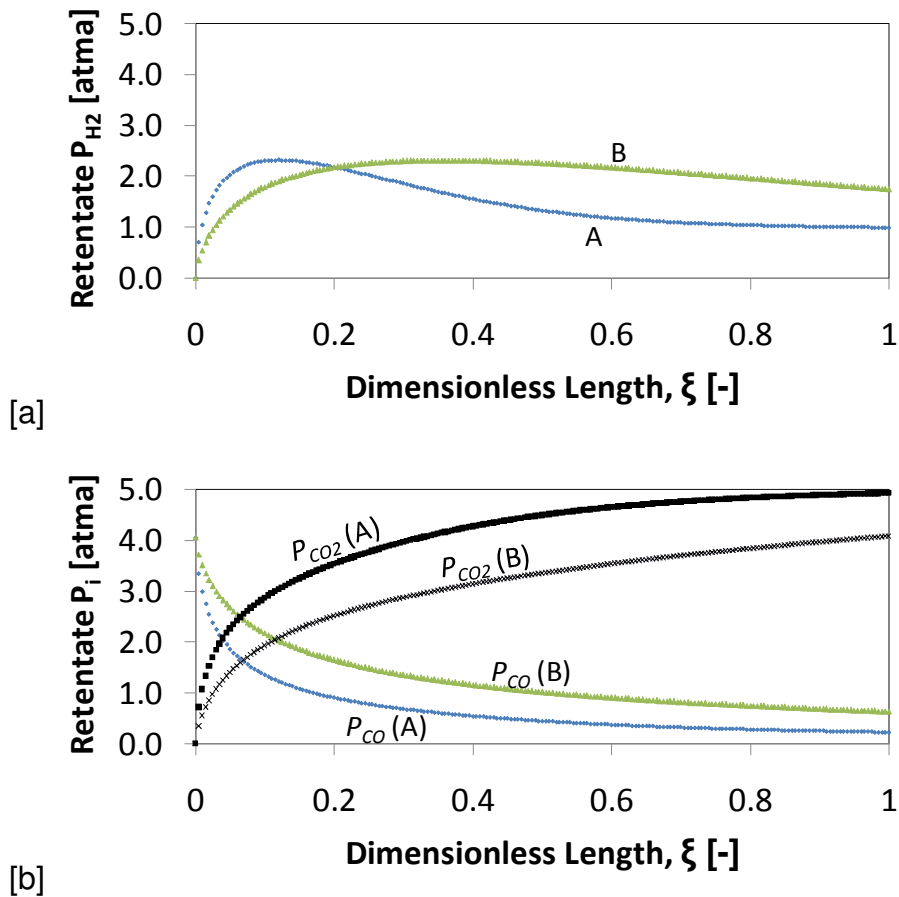 Retentate P_H2 [atma]
5.0
4.0
3.0
2.0
1.0
0.0
B
A
0 0.2 0.4 0.6 0.8 1
Dimensionless Length, ξ [-]
[a]
Retentate P_i [atma]
5.0
4.0
3.0
2.0
1.0
0.0
P_CO2 (A)
P_CO2 (B)
P_CO (B)
P_CO (A)
0 0.2 0.4 0.6 0.8 1
Dimensionless Length, ξ [-]
[b]